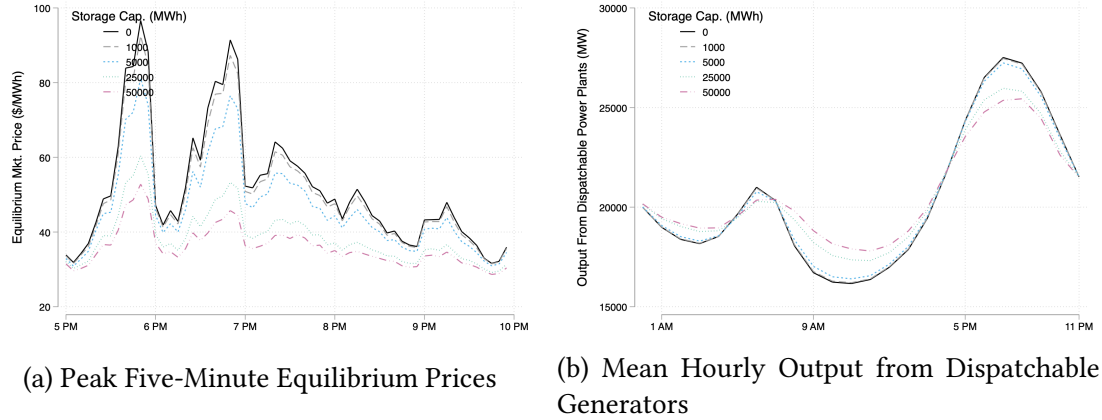 Storage Cap. (MWh)
0
1000
5000
25000
50000
Equilibrium Mkt. Price ($/MWh)
100
80
60
40
20
5 PM
6 PM
7 PM
8 PM
9 PM
10 PM
(a) Peak Five-Minute Equilibrium Prices
Storage Cap. (MWh)
0
1000
5000
25000
50000
Output From Dispatchable Power Plants (MW)
30000
25000
20000
15000
1 AM
9 AM
5 PM
11 PM
(b) Mean Hourly Output from Dispatchable
Generators